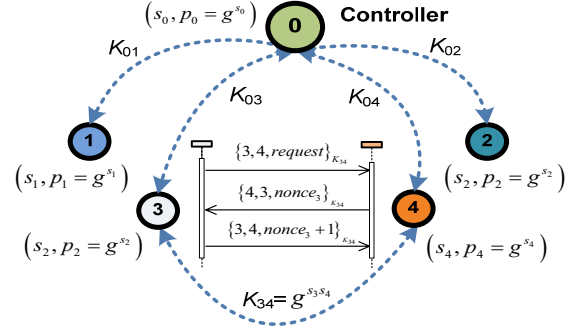 (s₀, p₀ = g^{s₀})
Controller
0
K₀₁
K₀₂
K₀₃
K₀₄
1
2
{3,4,request}_{K₃₄}
(s₁, p₁ = g^{s₁})
(s₂, p₂ = g^{s₂})
3
{4,3,nonce₃}_{K₃₄}
4
{3,4,nonce₃+1}_{K₃₄}
(s₂, p₂ = g^{s₂})
(s₄, p₄ = g^{s₄})
K₃₄= g^{s₃s₄}